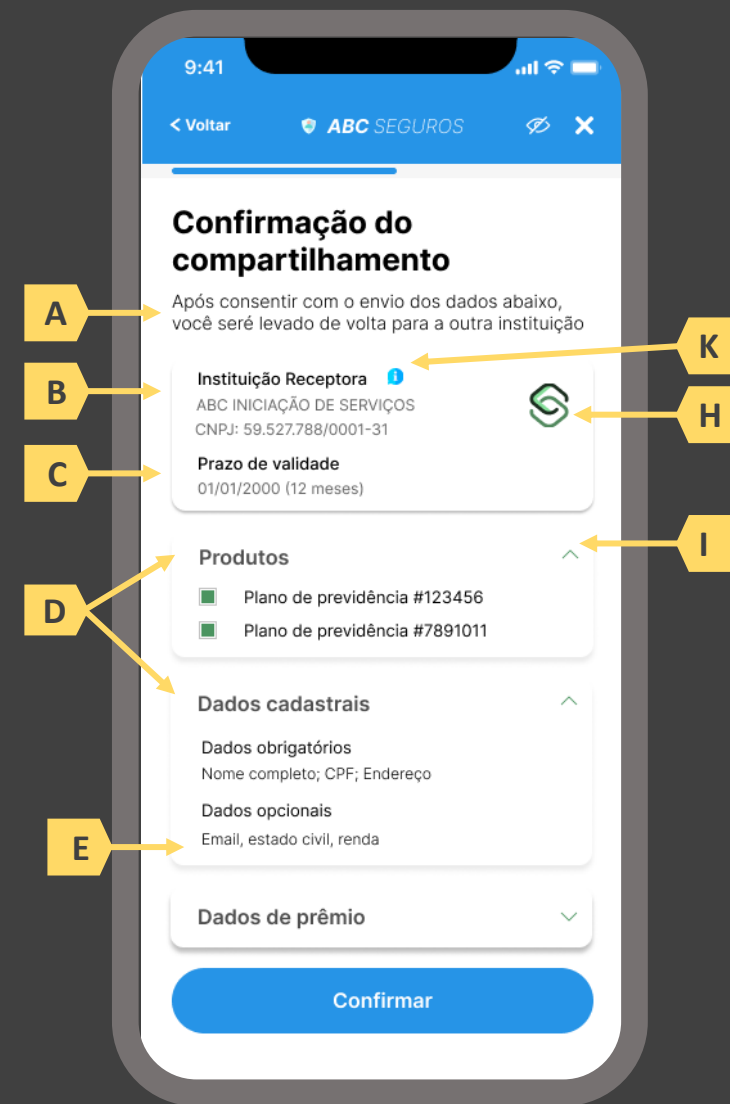 9:41
< Voltar
ABC SEGUROS
Confirmação do
compartilhamento
A
Após consentir com o envio dos dados abaixo,
você seré levado de volta para a outra instituição
K
B
Instituição Receptora
i
ABC INICIAÇÃO DE SERVIÇOS
H
CNPJ: 59.527.788/0001-31
C
Prazo de validade
01/01/2000 (12 meses)
I
Produtos
D
Plano de previdência #123456
Plano de previdência #7891011
Dados cadastrais
Dados obrigatórios
Nome completo; CPF; Endereço
Dados opcionais
E
Email, estado civil, renda
Dados de prêmio
Confirmar